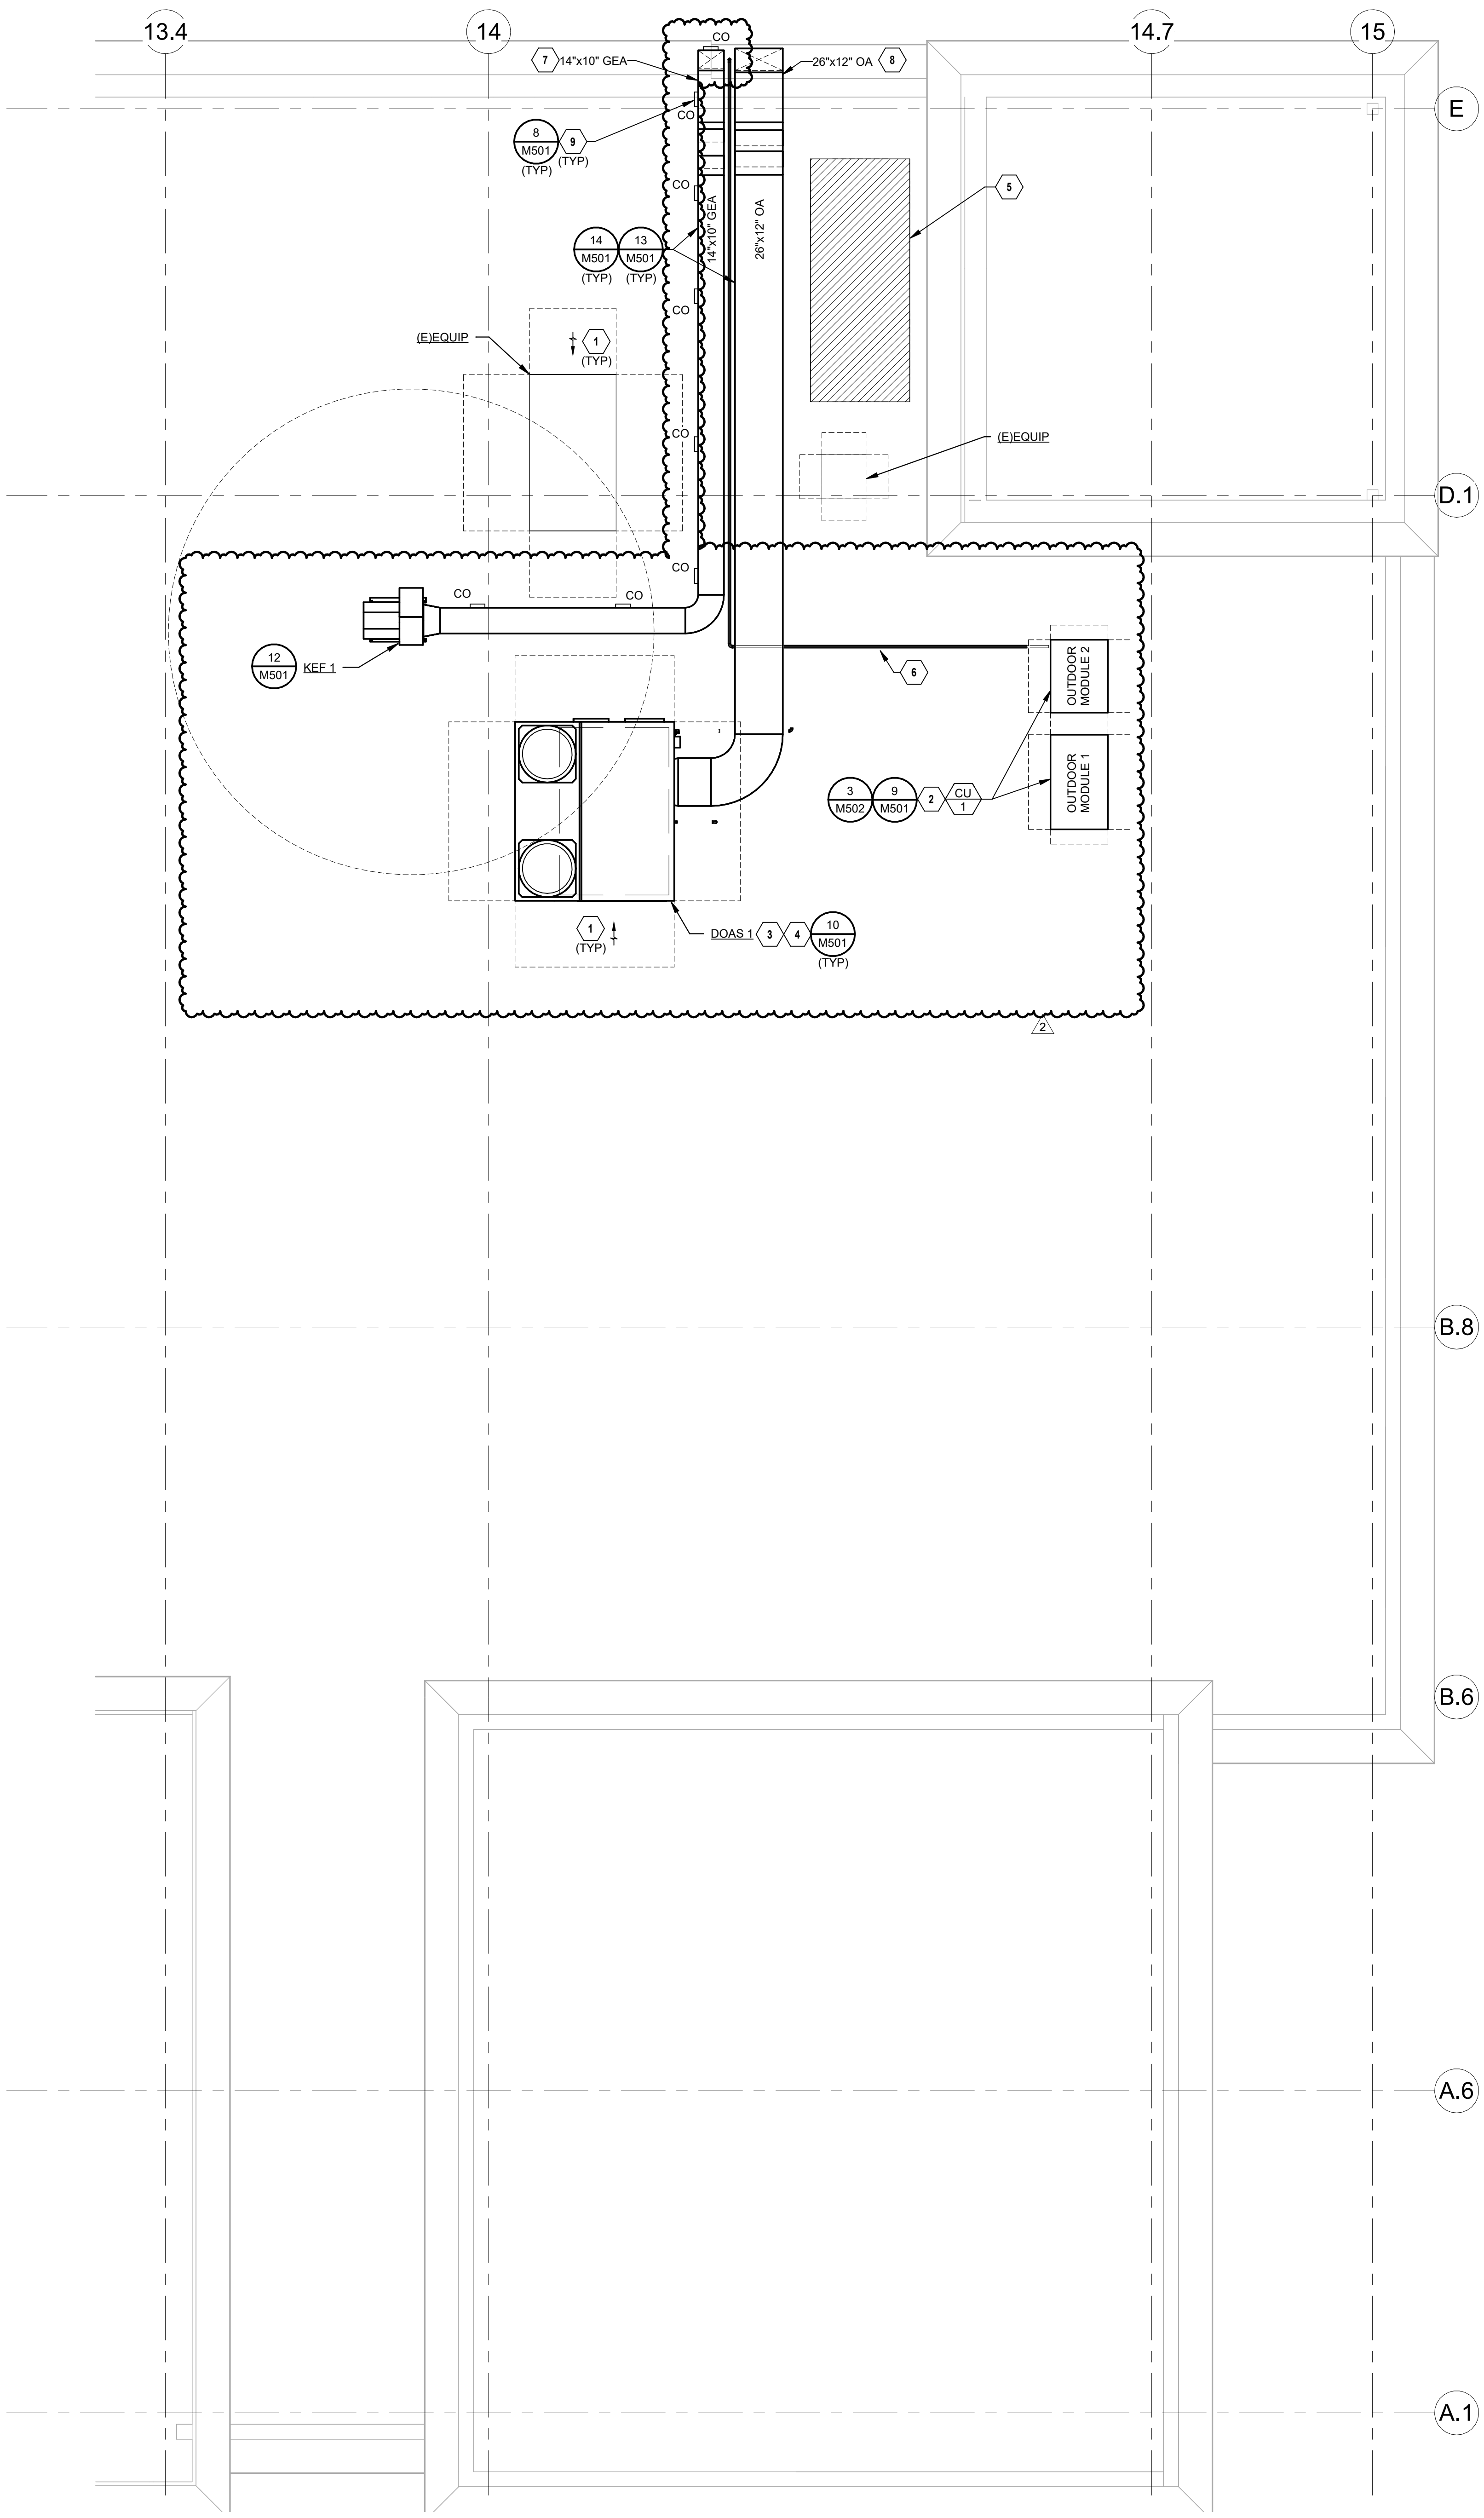 13.4
14
14.7
15
CO
7
14"x10" GEA
26"x12" OA
8
E
CO
8
M501
(TYP)
9
(TYP)
CO
5
14"x10" GEA
26"x12" OA
14
M501
(TYP)
13
M501
(TYP)
CO
(E)EQUIP
1
(TYP)
CO
(E)EQUIP
D.1
CO
CO
CO
12
M501
KEF 1
6
OUTDOOR
MODULE 2
OUTDOOR
MODULE 1
3
M502
9
M501
2
CU
1
1
(TYP)
DOAS 1
3
4
10
M501
(TYP)
2
B.8
B.6
A.6
A.1